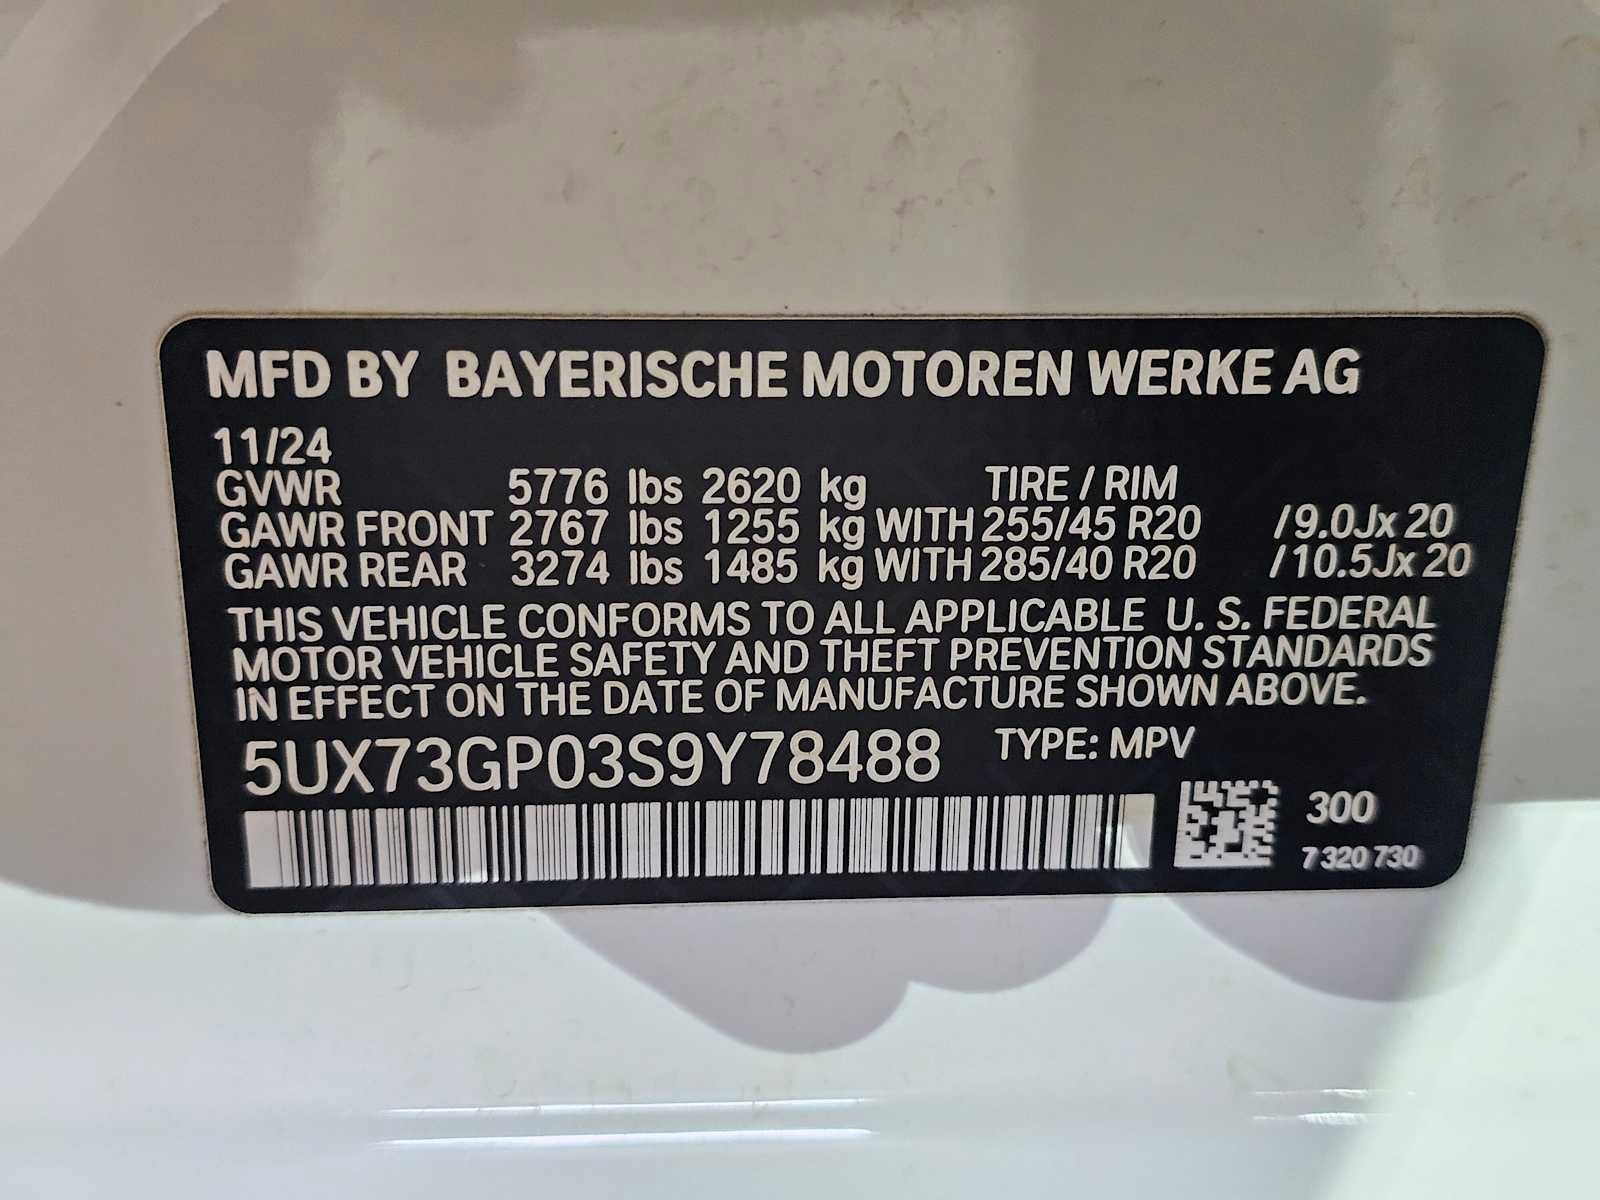 MFD BY BAYERISCHE MOTOREN WERKE AG
11/24
GVWR 5776 lbs 2620 kg TIRE / RIM
GAWR FRONT 2767 lbs 1255 kg WITH 255/45 R20 /9.0Jx 20
GAWR REAR 3274 lbs 1485 kg WITH 285/40 R20 /10.5Jx 20
THIS VEHICLE CONFORMS TO ALL APPLICABLE U. S. FEDERAL
MOTOR VEHICLE SAFETY AND THEFT PREVENTION STANDARDS
IN EFFECT ON THE DATE OF MANUFACTURE SHOWN ABOVE.
5UX73GP03S9Y78488 TYPE: MPV
300
7 320 730